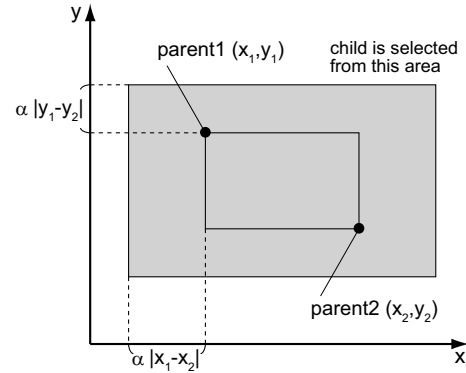 y
parent1 (x₁,y₁)
child is selected
from this area
α |y₁-y₂|
parent2 (x₂,y₂)
x
α |x₁-x₂|